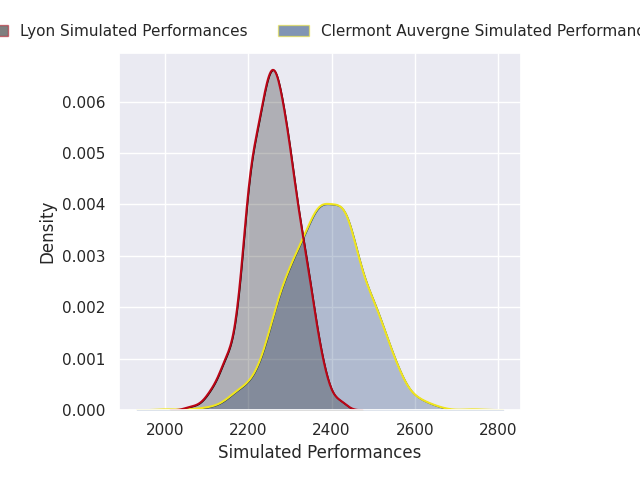 Lyon Simulated Performances
Clermont Auvergne Simulated
Density
0.006
0.005
0.004
0.003
0.002
0.001
0.000
2000 2200 2400 2600 2800
Simulated Performances